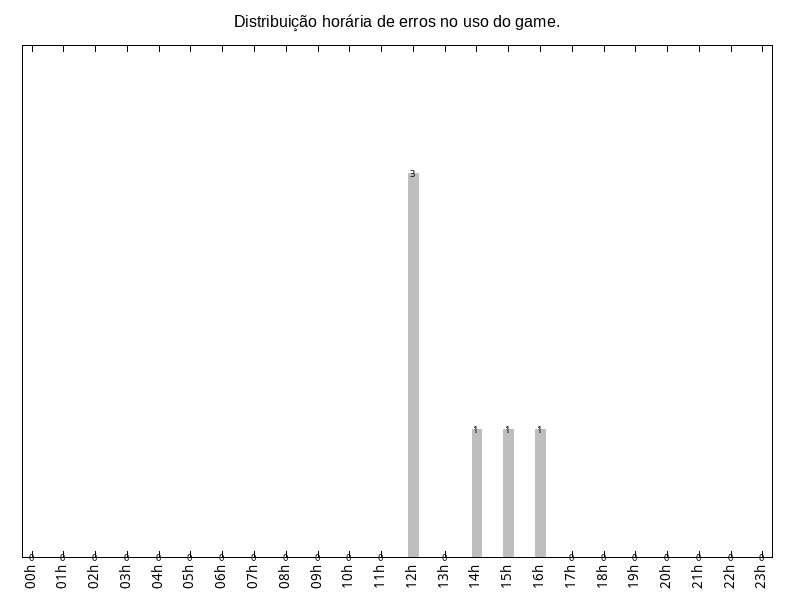 Distribuição horária de erros no uso do game.
3
1 1 1
0 0 0 0 0 0 0 0 0 0 0 0 0 0 0 0 0 0 0 0
00h 01h 02h 03h 04h 05h 06h 07h 08h 09h 10h 11h 12h 13h 14h 15h 16h 17h 18h 19h 20h 21h 22h 23h